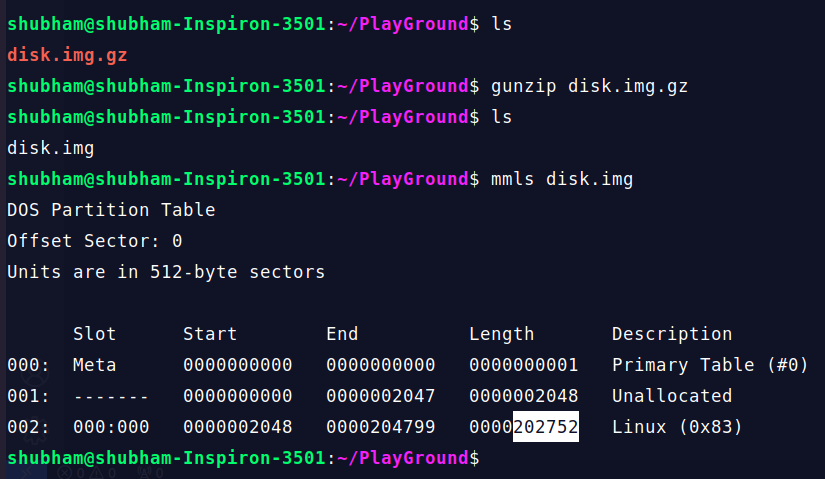 shubham@shubham-Inspiron-3501:~/PlayGround$ ls
disk.img.gz
shubham@shubham-Inspiron-3501:~/PlayGround$ gunzip disk.img.gz
shubham@shubham-Inspiron-3501:~/PlayGround$ ls
disk.img
shubham@shubham-Inspiron-3501:~/PlayGround$ mmls disk.img
DOS Partition Table
Offset Sector: 0
Units are in 512-byte sectors
Slot Start End Length Description
000: Meta 0000000000 0000000000 0000000001 Primary Table (#0)
001: ------- 0000000000 0000002047 0000002048 Unallocated
002: 000:000 0000002048 0000204799 0000202752 Linux (0x83)
shubham@shubham-Inspiron-3501:~/PlayGround$